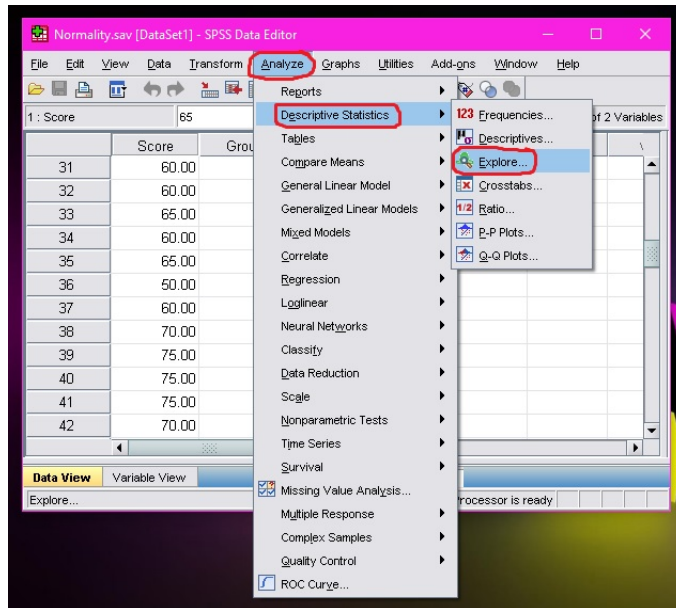 Normality.sav [DataSet1] - SPSS Data Editor
File Edit View Data Transform Analyze Graphs Utilities Add-ons Window Help
1 : Score 65 of 2 Variables
Score Grou
31 60.00
32 60.00
33 65.00
34 60.00
35 65.00
36 50.00
37 60.00
38 70.00
39 75.00
40 75.00
41 75.00
42 70.00
Data View Variable View
Explore... Processor is ready
Reports
Descriptive Statistics
Tables
Compare Means
General Linear Model
Generalized Linear Models
Mixed Models
Correlate
Regression
Loglinear
Neural Networks
Classify
Data Reduction
Scale
Nonparametric Tests
Time Series
Survival
Missing Value Analysis...
Multiple Response
Complex Samples
Quality Control
ROC Curve...
123 Frequencies...
Descriptives...
Explore...
Crosstabs...
1/2 Ratio...
P-P Plots...
Q-Q Plots...